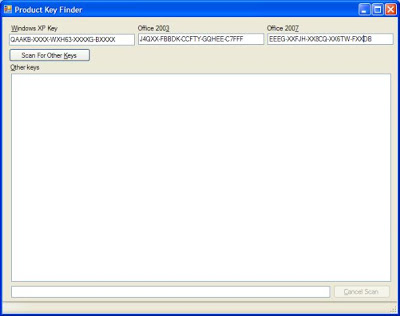 Product Key Finder
Windows XP Key Office 2003 Office 2007
QAAKB-XXXX-WXH63-XXXXG-BXXXX J4QXX-FBBDK-CCFTY-GQHEE-C7FFF EEEG-XXFJH-XX8CQ-XX6TW-FXXDB
Scan For Other Keys
Other keys
Cancel Scan